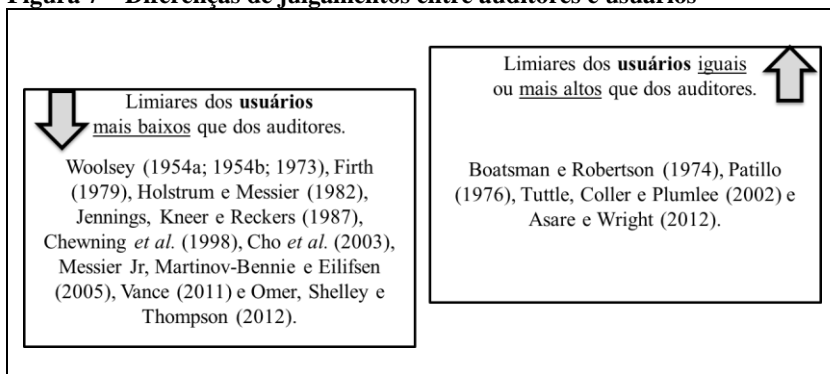 Figura 7 – Diferenças de julgamentos entre auditores e usuários
Limiares dos usuários
mais baixos que dos auditores.
Woolsey (1954a; 1954b; 1973), Firth
(1979), Holstrum e Messier (1982),
Jennings, Kneer e Reckers (1987),
Chewning et al. (1998), Cho et al. (2003),
Messier Jr, Martinov-Bennie e Eilifsen
(2005), Vance (2011) e Omer, Shelley e
Thompson (2012).
Limiares dos usuários iguais
ou mais altos que dos auditores.
Boatsman e Robertson (1974), Patillo
(1976), Tuttle, Coller e Plumlee (2002) e
Asare e Wright (2012).